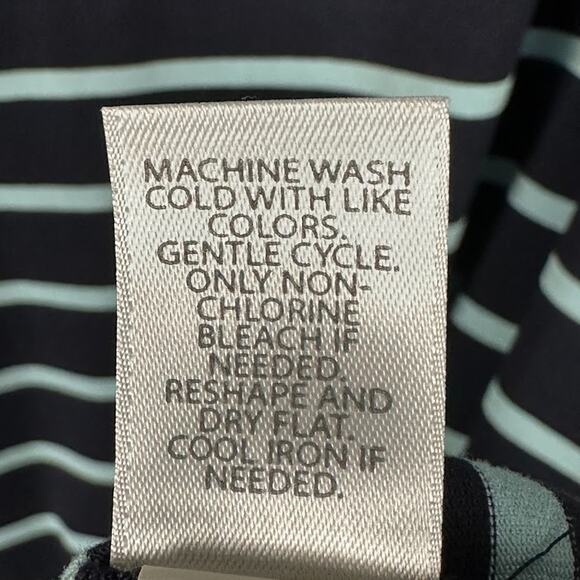 MACHINE WASH
COLD WITH LIKE
COLORS.
GENTLE CYCLE.
ONLY NON-
CHLORINE
BLEACH IF
NEEDED.
RESHAPE AND
DRY FLAT.
COOL IRON IF
NEEDED.